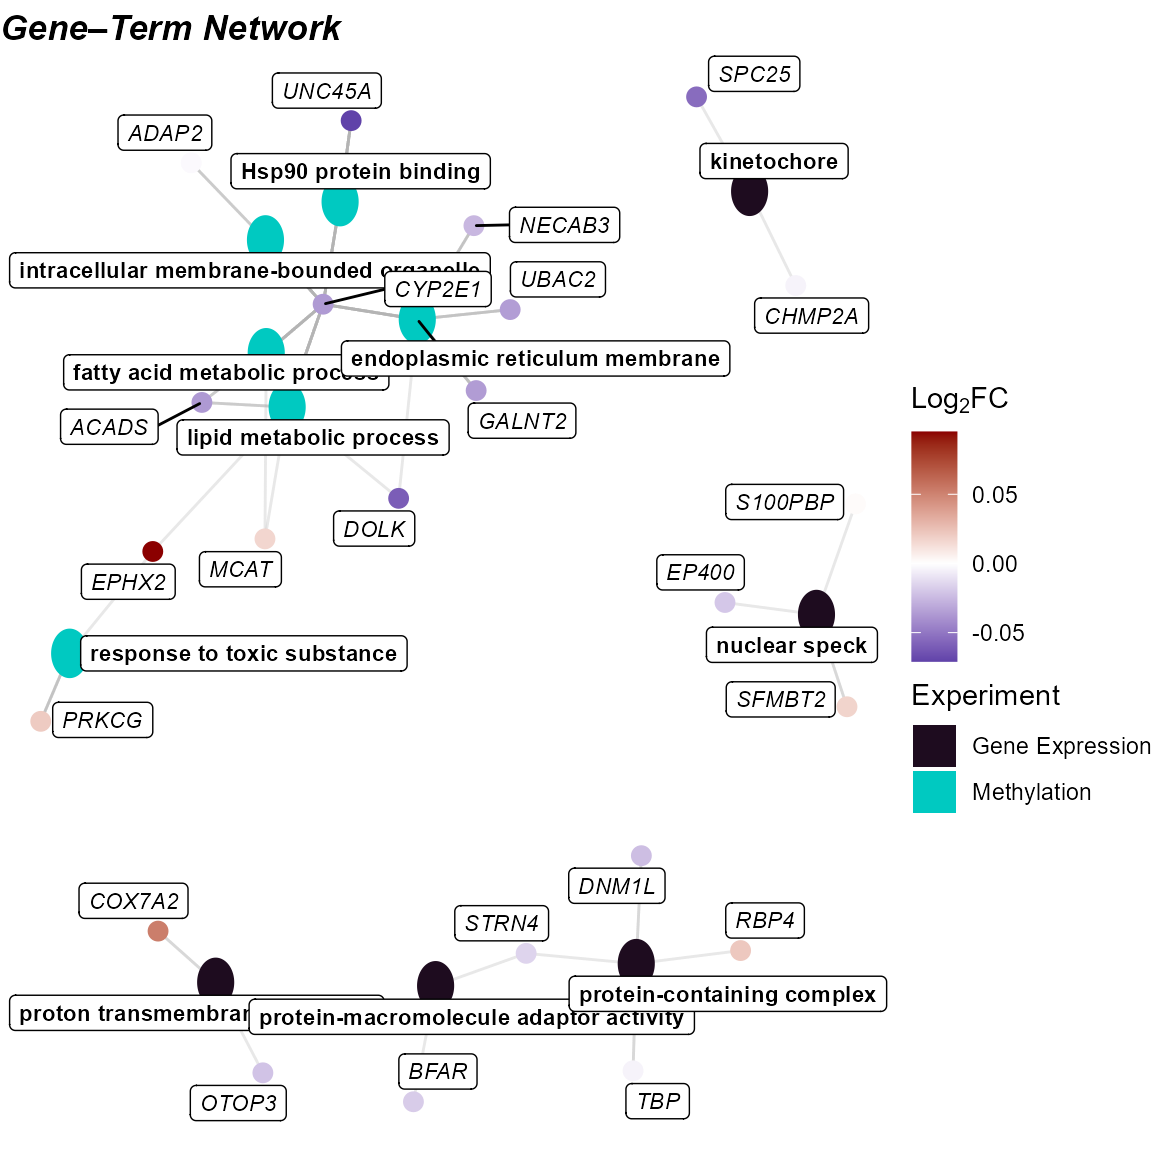 Gene–Term Network
SPC25
UNC45A
ADAP2
kinetochore
Hsp90 protein binding
NECAB3
intracellular membrane-bounded organelle
UBAC2
CYP2E1
CHMP2A
endoplasmic reticulum membrane
fatty acid metabolic process
Log2FC
GALNT2
ACADS
lipid metabolic process
0.05
S100PBP
DOLK
0.00
MCAT
EP400
EPHX2
-0.05
nuclear speck
response to toxic substance
Experiment
SFMBT2
PRKCG
Gene Expression
Methylation
DNM1L
COX7A2
RBP4
STRN4
protein-containing complex
proton
protein-macromolecule adaptor activity
BFAR
OTOP3
TBP